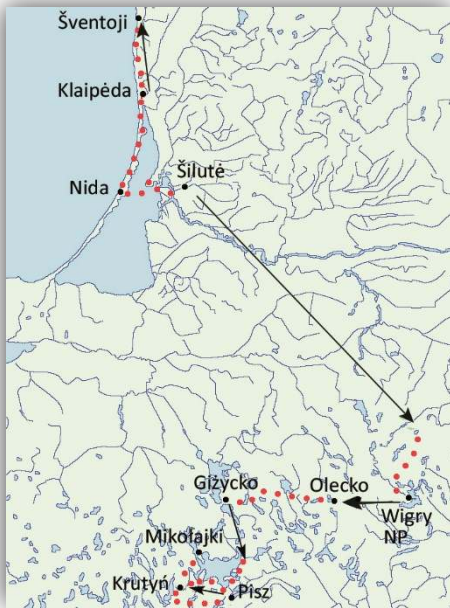 Šventoji
Klaipėda
Nida
Šilutė
Giżycko
Olecko
Wigry
NP
Mikołajki
Krutyń
Pisz